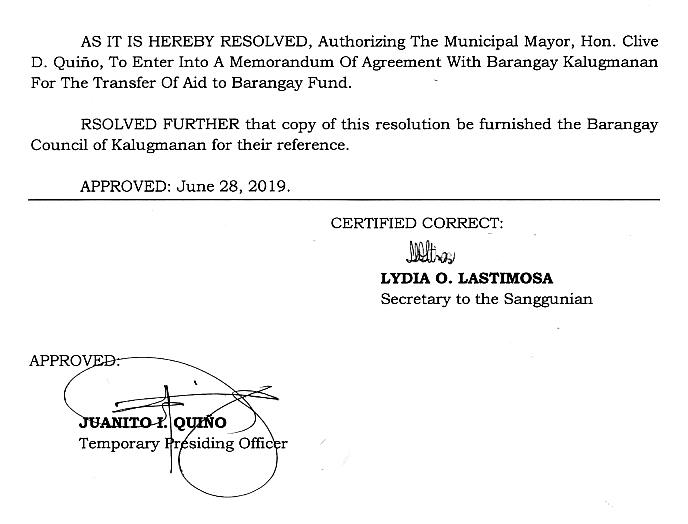 AS IT IS HEREBY RESOLVED, Authorizing The Municipal Mayor, Hon. Clive
D. Quiño, To Enter Into A Memorandum Of Agreement With Barangay Kalugmanan
For The Transfer Of Aid to Barangay Fund.
RSOLVED FURTHER that copy of this resolution be furnished the Barangay
Council of Kalugmanan for their reference.
APPROVED: June 28, 2019.
CERTIFIED CORRECT:
LYDIA O. LASTIMOSA
Secretary to the Sanggunian
APPROVED:
JUANITO I. QUIÑO
Temporary Presiding Officer